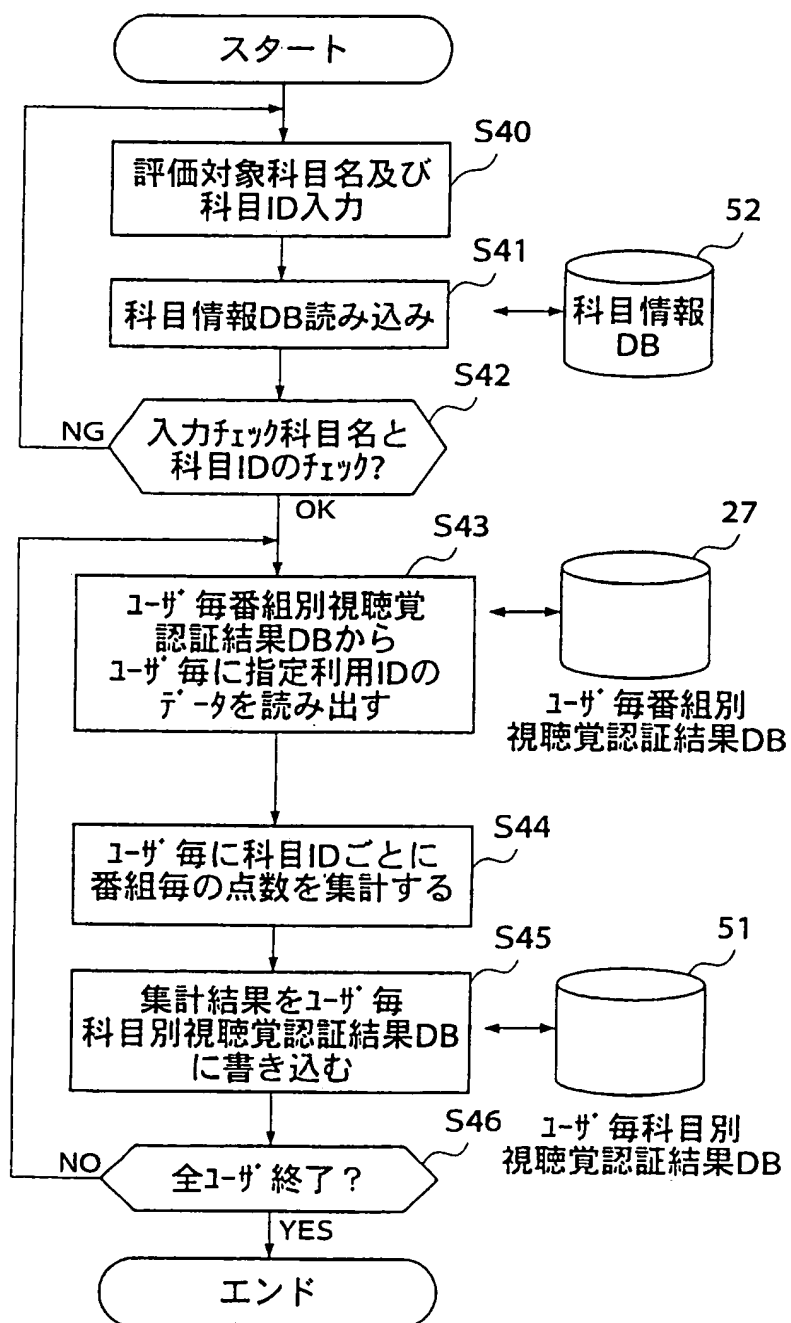 スタート
S40
評価対象科目名及び
科目ID入力
S41
科目情報DB読み込み
52
科目情報
DB
S42
入力ﾁｪｯｸ科目名と
科目IDのﾁｪｯｸ?
NG
OK
S43
ﾕｰｻﾞ毎番組別視聴覚
認証結果DBから
ﾕｰｻﾞ毎に指定利用IDの
ﾃﾞｰﾀを読み出す
27
ﾕｰｻﾞ毎番組別
視聴覚認証結果DB
S44
ﾕｰｻﾞ毎に科目IDごとに
番組毎の点数を集計する
S45
集計結果をﾕｰｻﾞ毎
科目別視聴覚認証結果DB
に書き込む
51
ﾕｰｻﾞ毎科目別
視聴覚認証結果DB
S46
全ﾕｰｻﾞ終了?
NO
YES
エンド